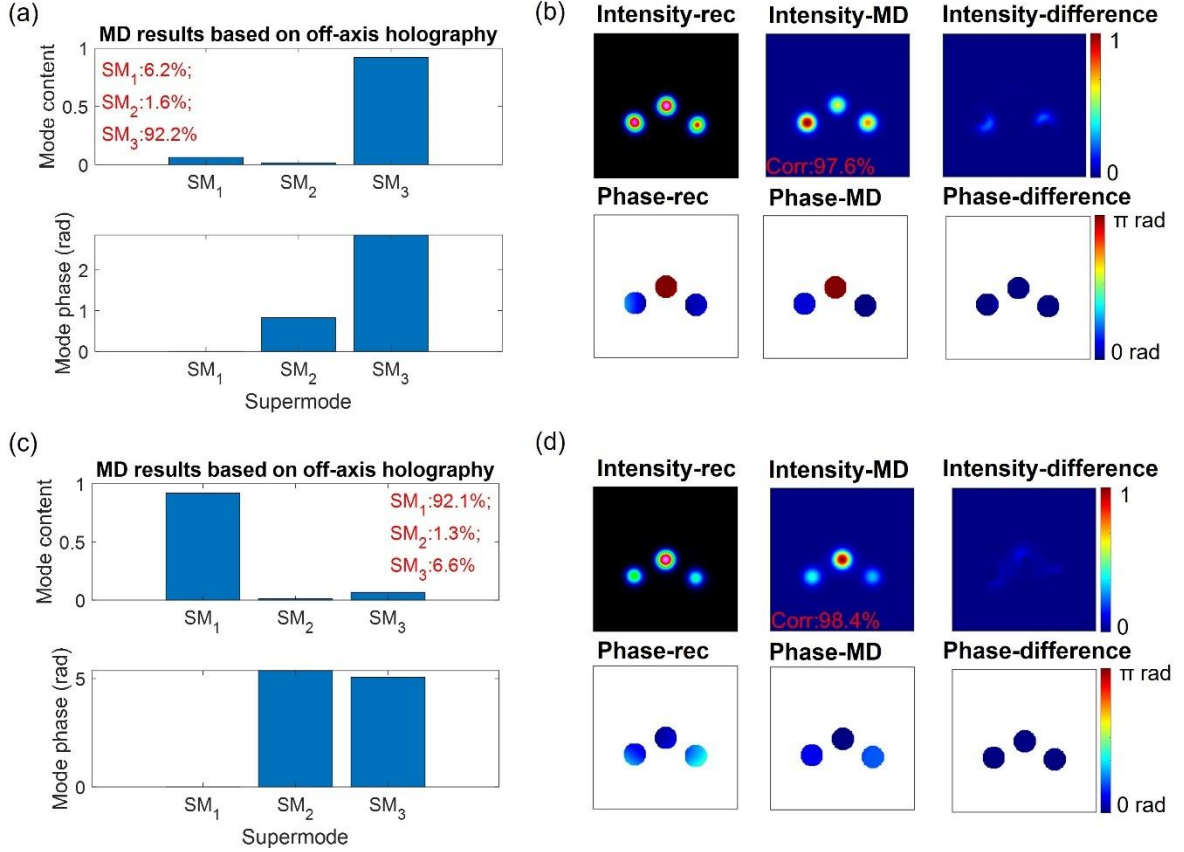 (a)
MD results based on off-axis holography
Mode content
1
0.5
0
SM1:6.2%;
SM2:1.6%;
SM3:92.2%
SM1 SM2 SM3
Mode phase (rad)
2
1
0
SM1 SM2 SM3
Supermode
(b)
Intensity-rec Intensity-MD Intensity-difference
Corr:97.6%
1
0
Phase-rec Phase-MD Phase-difference
π rad
0 rad
(c)
MD results based on off-axis holography
Mode content
1
0.5
0
SM1:92.1%;
SM2:1.3%;
SM3:6.6%
SM1 SM2 SM3
Mode phase (rad)
5
0
SM1 SM2 SM3
Supermode
(d)
Intensity-rec Intensity-MD Intensity-difference
Corr:98.4%
1
0
Phase-rec Phase-MD Phase-difference
π rad
0 rad